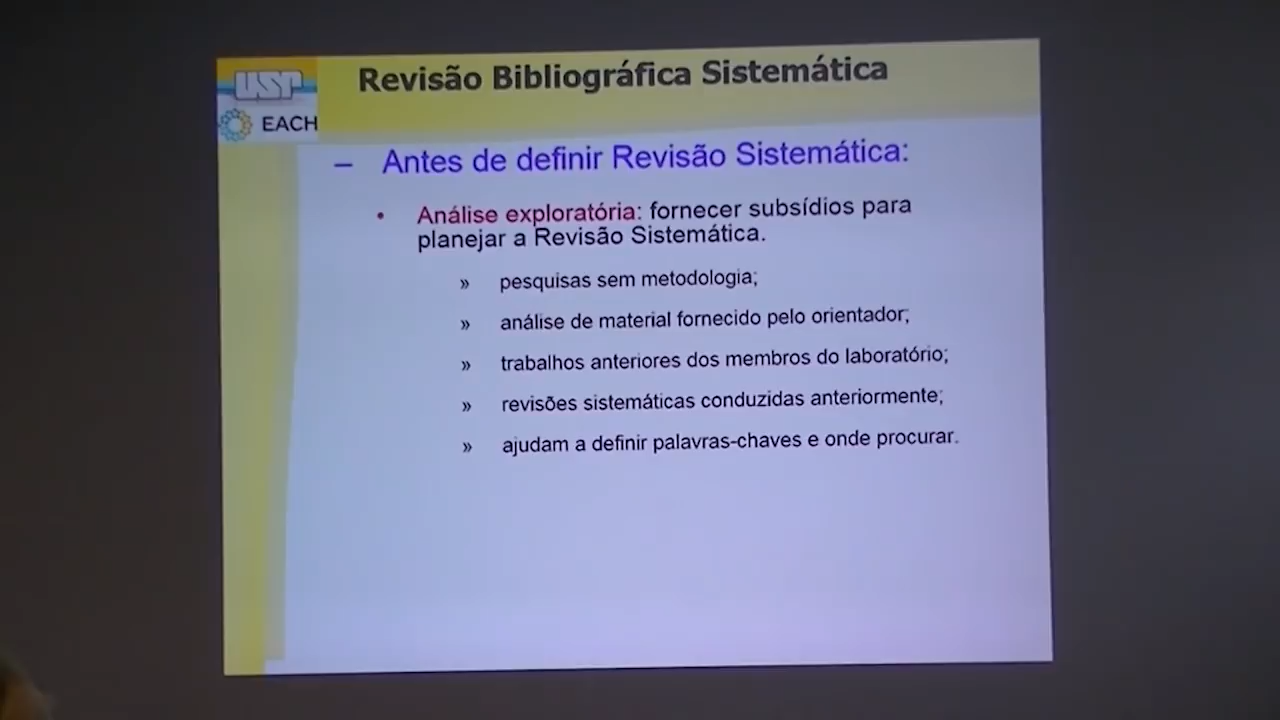 Revisão Bibliográfica Sistemática
USP
EACH
– Antes de definir Revisão Sistemática:
• Análise exploratória: fornecer subsídios para
planejar a Revisão Sistemática.
» pesquisas sem metodologia;
» análise de material fornecido pelo orientador;
» trabalhos anteriores dos membros do laboratório;
» revisões sistemáticas conduzidas anteriormente;
» ajudam a definir palavras-chaves e onde procurar.